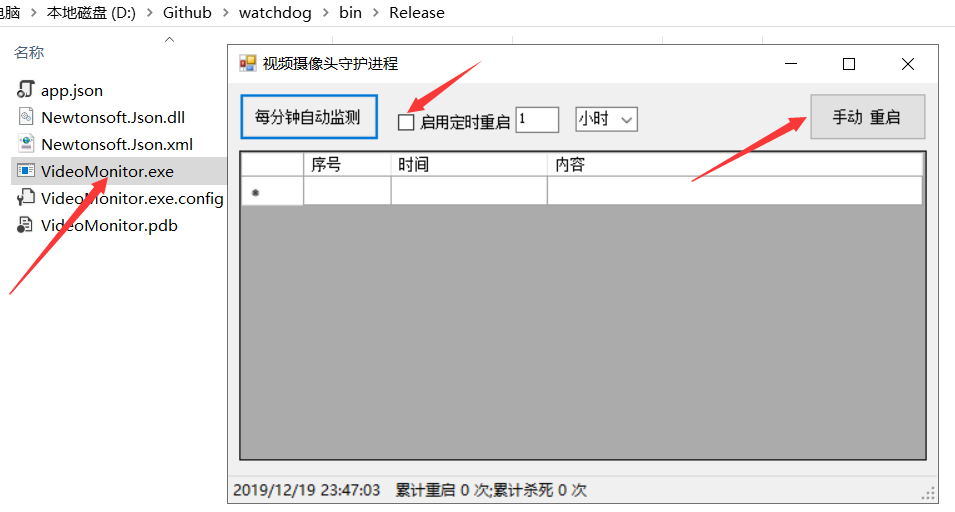 电脑 > 本地磁盘 (D:) > Github > watchdog > bin > Release
名称
app.json
Newtonsoft.Json.dll
Newtonsoft.Json.xml
VideoMonitor.exe
VideoMonitor.exe.config
VideoMonitor.pdb
视频摄像头守护进程
每分钟自动监测 启用定时重启 1 小时 手动 重启
序号 时间 内容
2019/12/19 23:47:03 累计重启 0 次;累计杀死 0 次